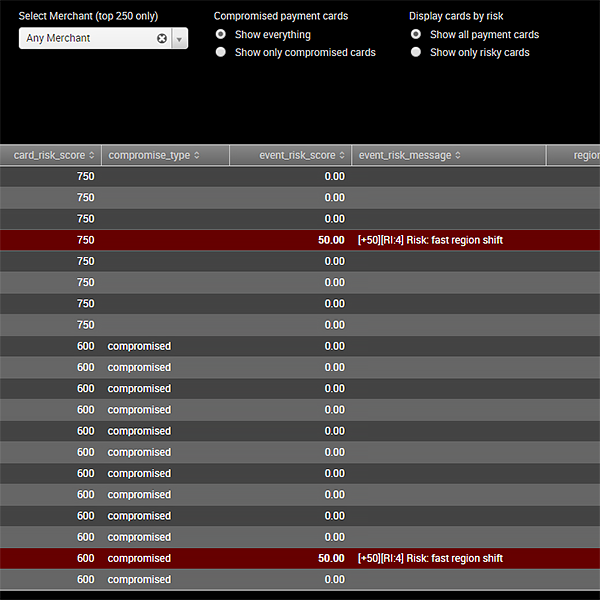 Select Merchant (top 250 only) Compromised payment cards Display cards by risk
Any Merchant Show everything Show all payment cards
Show only compromised cards Show only risky cards
card_risk_score compromise_type event_risk_score event_risk_message region
750 0.00
750 0.00
750 0.00
750 50.00 [+50][RI:4] Risk: fast region shift
750 0.00
750 0.00
750 0.00
750 0.00
600 compromised 0.00
600 compromised 0.00
600 compromised 0.00
600 compromised 0.00
600 compromised 0.00
600 compromised 0.00
600 compromised 0.00
600 compromised 0.00
600 compromised 0.00
600 compromised 0.00
600 compromised 50.00 [+50][RI:4] Risk: fast region shift
600 compromised 0.00